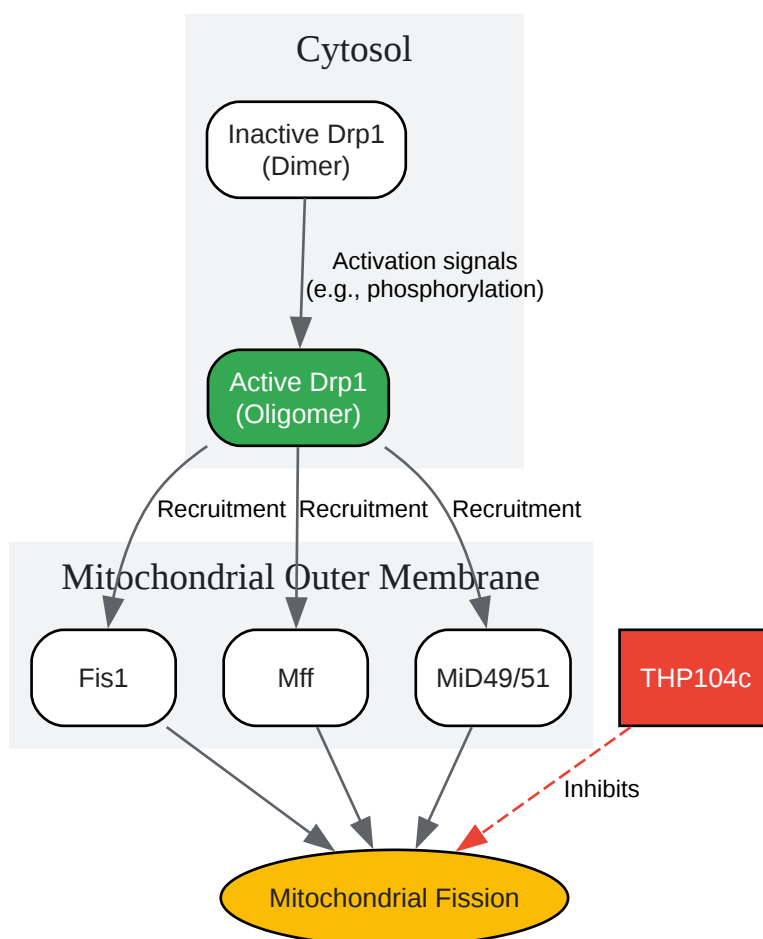 Cytosol
Inactive Drp1
(Dimer)
Activation signals
(e.g., phosphorylation)
Active Drp1
(Oligomer)
Recruitment
Recruitment
Recruitment
Mitochondrial Outer Membrane
Fis1
Mff
MiD49/51
THP104c
Inhibits
Mitochondrial Fission